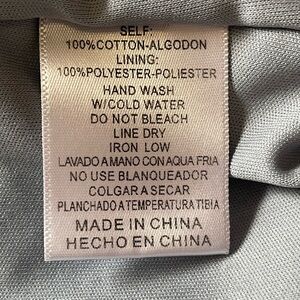 SELF:
100%COTTON-ALGODON
LINING:
100%POLYESTER-POLIESTER
HAND WASH
W/COLD WATER
DO NOT BLEACH
LINE DRY
IRON LOW
LAVADO A MANO CON AQUA FRIA
NO USE BLANQUEADOR
COLGAR A SECAR
PLANCHADO A TEMPERATURA TIBIA
MADE IN CHINA
HECHO EN CHINA